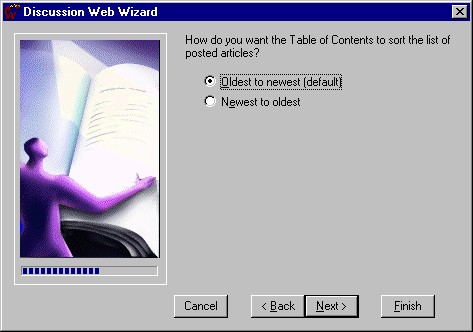 Discussion Web Wizard
How do you want the Table of Contents to sort the list of
posted articles?
Oldest to newest (default)
Newest to oldest
Cancel
< Back
Next >
Finish